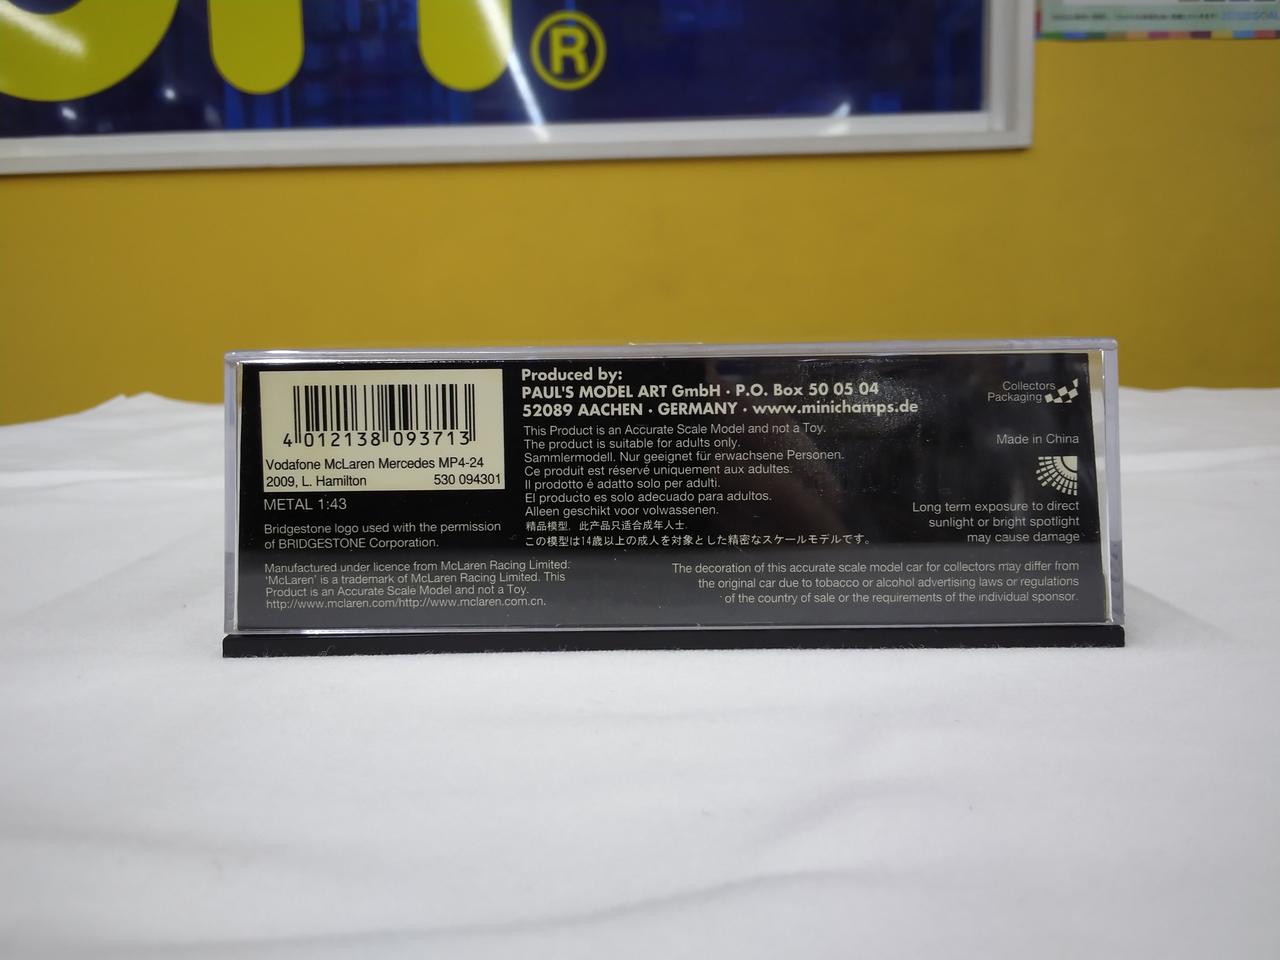 ®
4 012138 093713
Vodafone McLaren Mercedes MP4-24
2009, L. Hamilton 530 094301
METAL 1:43
Bridgestone logo used with the permission
of BRIDGESTONE Corporation.
Manufactured under licence from McLaren Racing Limited.
'McLaren' is a trademark of McLaren Racing Limited. This
Product is an Accurate Scale Model and not a Toy.
http://www.mclaren.com/http://www.mclaren.com.cn.
Produced by:
PAUL'S MODEL ART GmbH · P.O. Box 50 05 04
52089 AACHEN · GERMANY · www.minichamps.de
This Product is an Accurate Scale Model and not a Toy.
The product is suitable for adults only.
Sammlermodell. Nur geeignet für erwachsene Personen.
Ce produit est réservé uniquement aux adultes.
Il prodotto é adatto solo per adulti.
El producto es solo adecuado para adultos.
Alleen geschikt voor volwassenen.
精品模型，此产品只适合成年人士.
この模型は14歳以上の成人を対象とした精密なスケールモデルです。
Collectors
Packaging
Made in China
Long term exposure to direct
sunlight or bright spotlight
may cause damage
The decoration of this accurate scale model car for collectors may differ from
the original car due to tobacco or alcohol advertising laws or regulations
of the country of sale or the requirements of the individual sponsor.